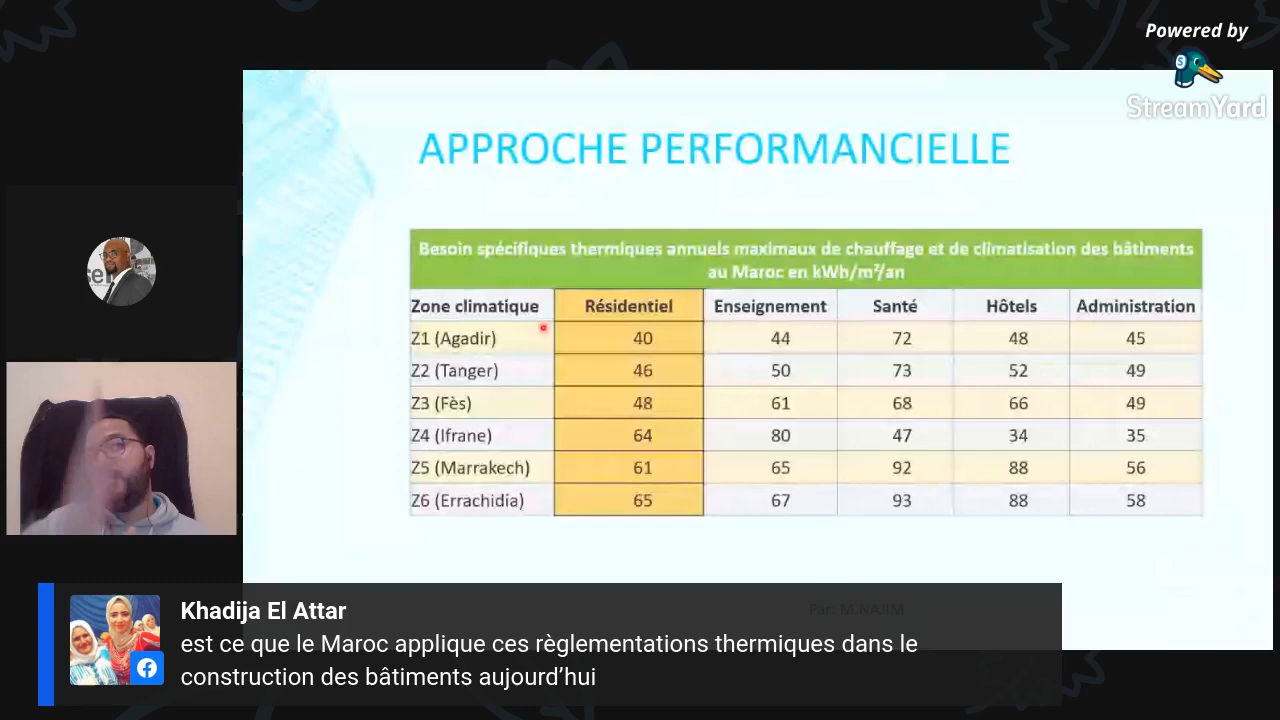 Powered by
StreamYard
APPROCHE PERFORMANCIELLE
Besoin spécifiques thermiques annuels maximaux de chauffage et de climatisation des bâtiments
au Maroc en kWh/m²/an
Zone climatique Résidentiel Enseignement Santé Hôtels Administration
Z1 (Agadir) 40 44 72 48 45
Z2 (Tanger) 46 50 73 52 49
Z3 (Fès) 48 61 68 66 49
Z4 (Ifrane) 64 80 47 34 35
Z5 (Marrakech) 61 65 92 88 56
Z6 (Errachidia) 65 67 93 88 58
Par: M.NAJIM
Khadija El Attar
est ce que le Maroc applique ces règlementations thermiques dans le
construction des bâtiments aujourd’hui